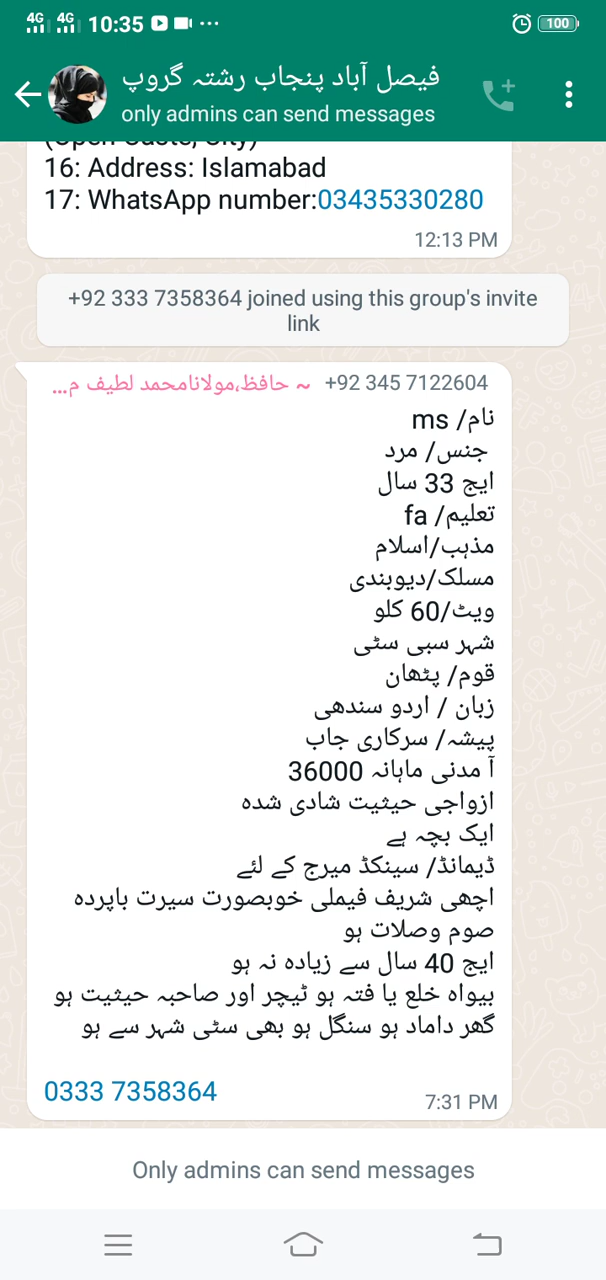 4G 4G 10:35 ... 100
فیصل آباد پنجاب رشتہ گروپ
only admins can send messages
(Open Caste, City)
16: Address: Islamabad
17: WhatsApp number:03435330280
12:13 PM
+92 333 7358364 joined using this group's invite
link
~ حافظ،مولانامحمد لطیف م... +92 345 7122604
نام/ ms
جنس/ مرد
ایج 33 سال
تعلیم/ fa
مذہب/اسلام
مسلک/دیوبندی
ویٹ/60 کلو
شہر سبی سٹی
قوم/ پٹھان
زبان / اردو سندھی
پیشہ/ سرکاری جاب
آ مدنی ماہانہ 36000
ازواجی حیثیت شادی شدہ
ایک بچہ ہے
ڈیمانڈ/ سینکڈ میرج کے لئے
اچھی شریف فیملی خوبصورت سیرت باپردہ
صوم وصلات ہو
ایج 40 سال سے زیادہ نہ ہو
بیواہ خلع یا فتہ ہو ٹیچر اور صاحبہ حیثیت ہو
گھر داماد ہو سنگل ہو بھی سٹی شہر سے ہو
0333 7358364
7:31 PM
Only admins can send messages